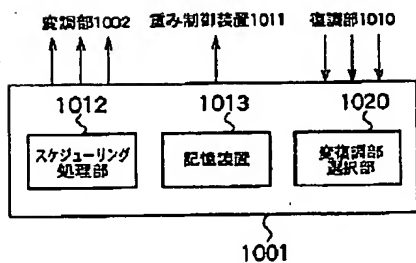 変調部1002 重み制御装置1011 復調部1010
1012 1013 1020
スケジューリング 記憶装置 変復調部
処理部 選択部
1001